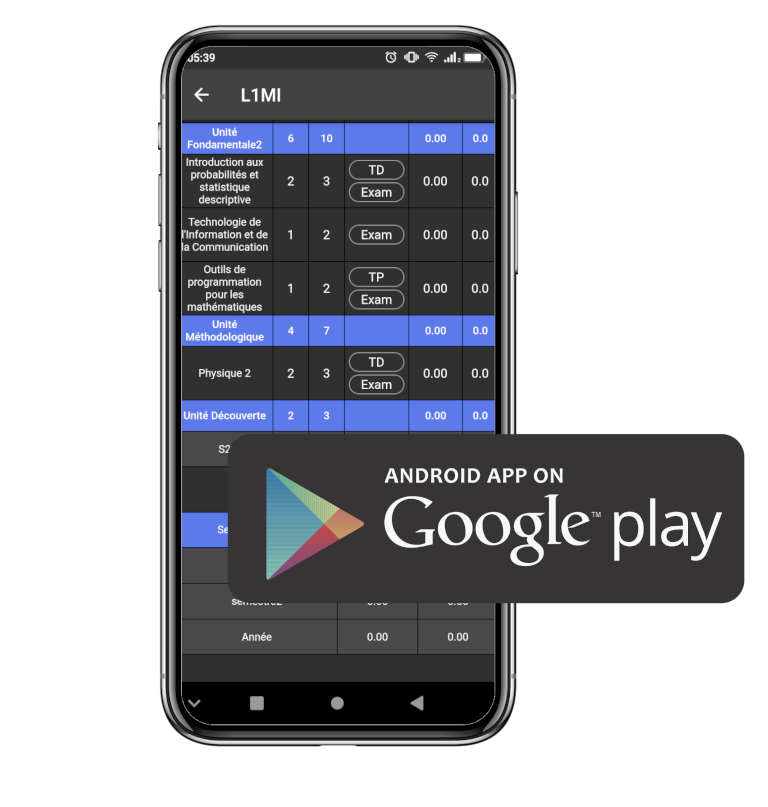 05:39
L1MI
Unité
Fondamentale2 6 10 0.00 0.0
Introduction aux
probabilités et
statistique
descriptive
2 3 TD
Exam 0.00 0.0
Technologie de
l'Information et de
la Communication
1 2 Exam 0.00 0.0
Outils de
programmation
pour les
mathématiques
1 2 TP
Exam 0.00 0.0
Unité
Méthodologique 4 7 0.00 0.0
Physique 2 2 3 TD
Exam 0.00 0.0
Unité Découverte 2 3 0.00 0.0
S2
Se
ANDROID APP ON
Google™ play
semestre2 0.00 0.00
Année 0.00 0.00